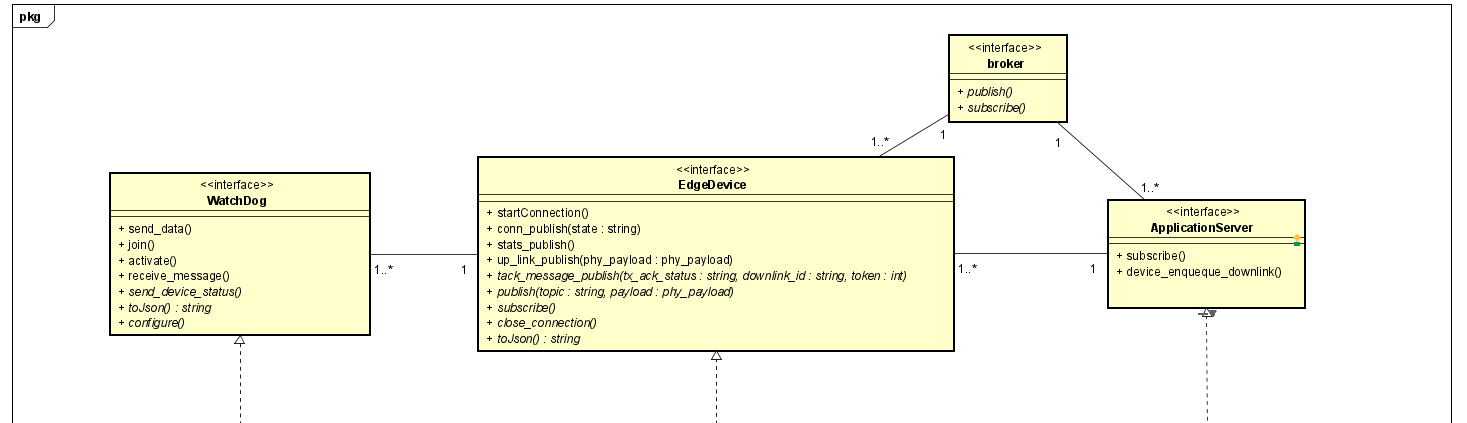 pkg
<<interface>>
broker
+ publish()
+ subscribe()
1..*
1
1
1..*
<<interface>>
WatchDog
+ send_data()
+ join()
+ activate()
+ receive_message()
+ send_device_status()
+ toJson() : string
+ configure()
1..*
1
<<interface>>
EdgeDevice
+ startConnection()
+ conn_publish(state : string)
+ stats_publish()
+ up_link_publish(phy_payload : phy_payload)
+ tack_message_publish(tx_ack_status : string, downlink_id : string, token : int)
+ publish(topic : string, payload : phy_payload)
+ subscribe()
+ close_connection()
+ toJson() : string
1..*
1
<<interface>>
ApplicationServer
+ subscribe()
+ device_enqueque_downlink()